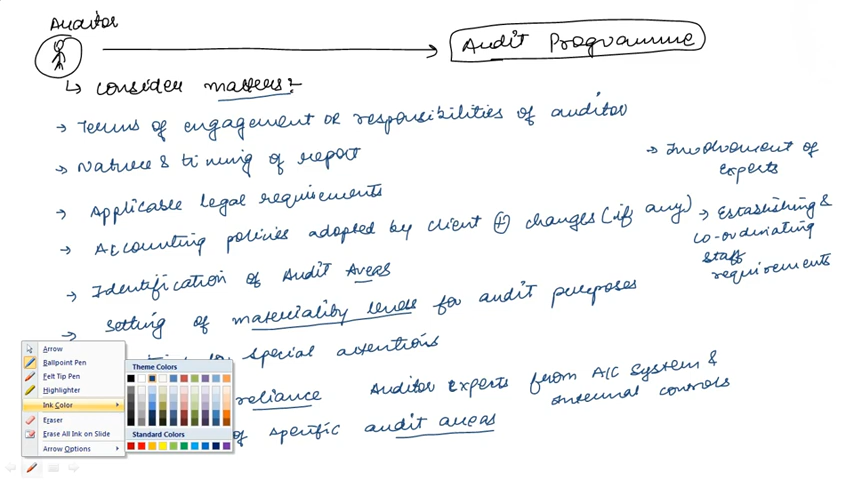 Auditor
Audit Programme
↳ Consider matters:-
→ Terms of engagement or responsibilities of auditor
→ Nature & timing of report
→ Applicable legal requirements
→ Accounting policies adopted by client ⊕ changes (if any)
→ Identification of Audit Areas
→ Setting of materiality levels for audit purposes
special attentions
reliance Auditor expects from A/C system & internal controls
of specific audit areas
→ Involvement of
experts
→ Establishing &
co-ordinating
staff
requirements
Arrow
Ballpoint Pen
Felt Tip Pen
Highlighter
Ink Color
Eraser
Erase All Ink on Slide
Arrow Options
Theme Colors
Standard Colors